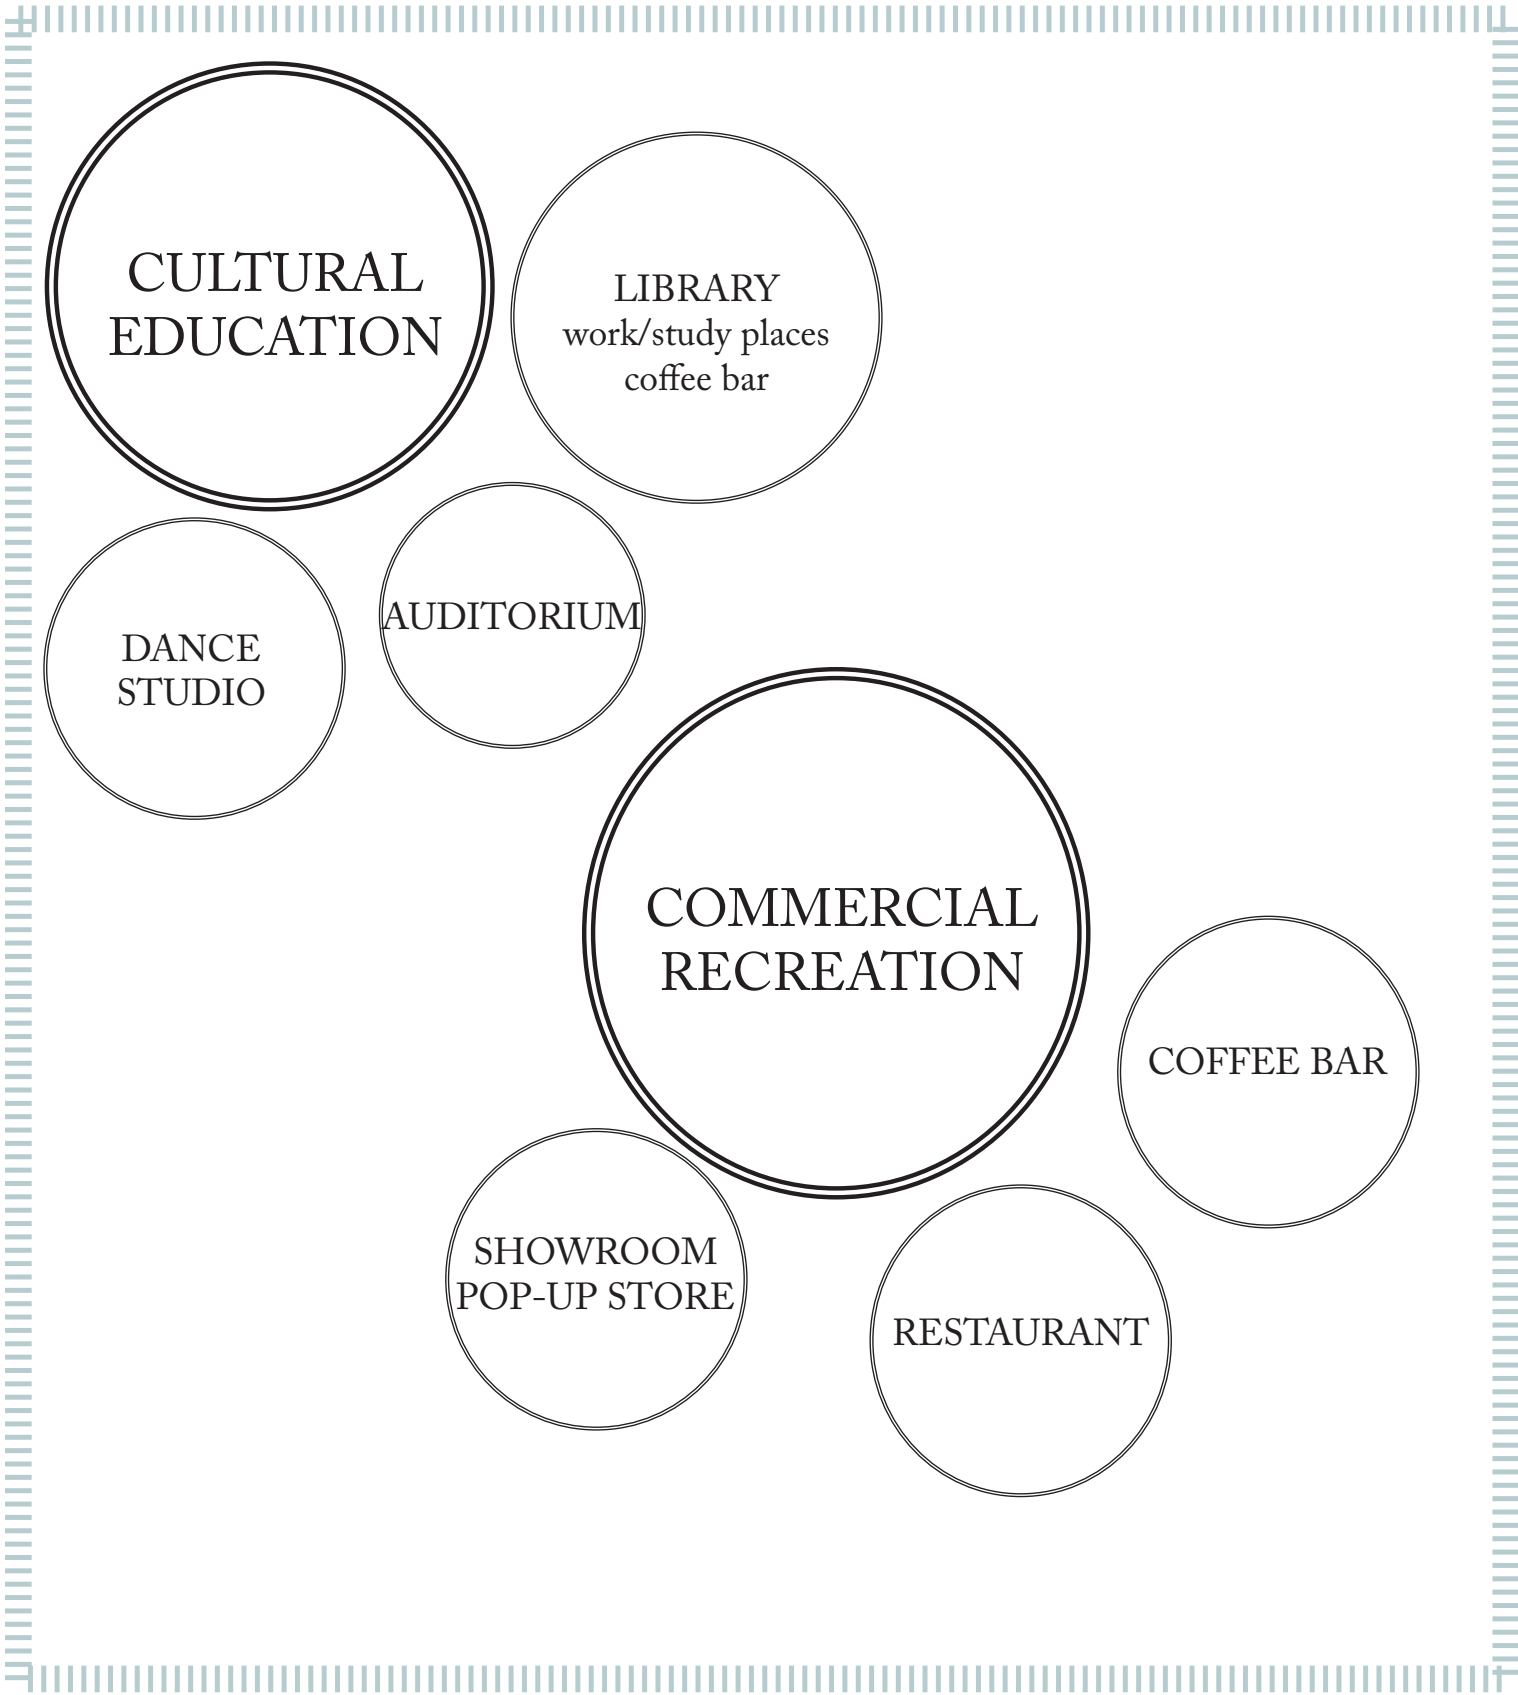 CULTURAL
EDUCATION
LIBRARY
work/study places
coffee bar
DANCE
STUDIO
AUDITORIUM
COMMERCIAL
RECREATION
COFFEE BAR
SHOWROOM
POP-UP STORE
RESTAURANT